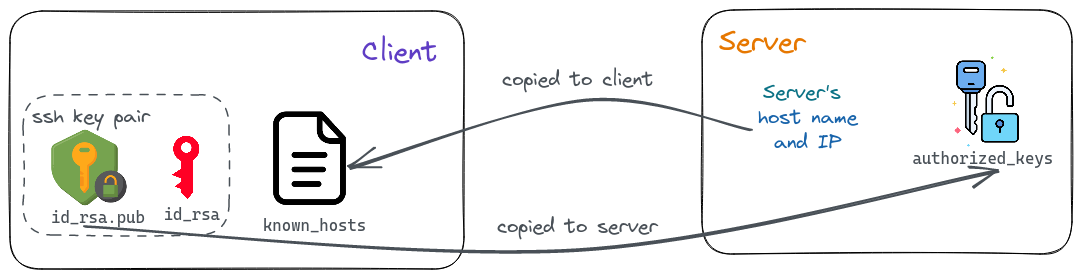 Client
Server
copied to client
Server's
host name
and IP
ssh key pair
authorized_keys
id_rsa.pub
id_rsa
known_hosts
copied to server